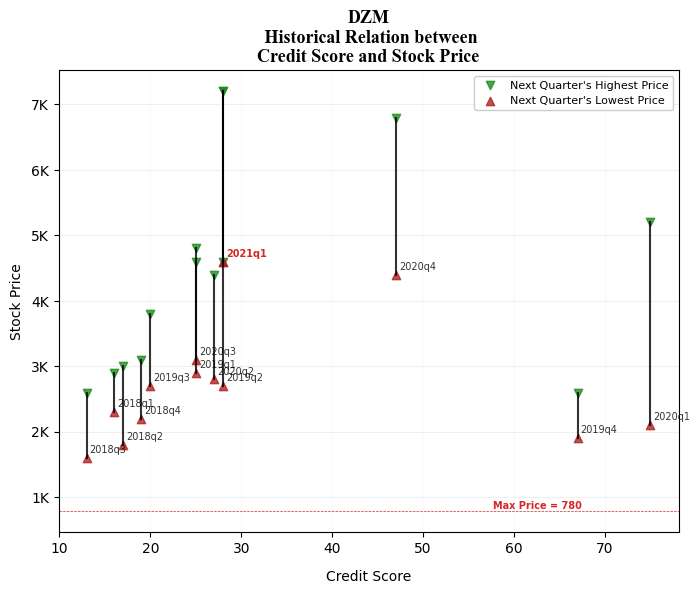 DZM
Historical Relation between
Credit Score and Stock Price
Next Quarter's Highest Price
Next Quarter's Lowest Price
7K
6K
5K
4K
3K
2K
1K
Stock Price
2021q1
2020q4
2020q3
2019q1
2020q2
2019q2
2019q3
2018q1
2018q4
2018q2
2018q3
2019q4
2020q1
Max Price = 780
10
20
30
40
50
60
70
Credit Score